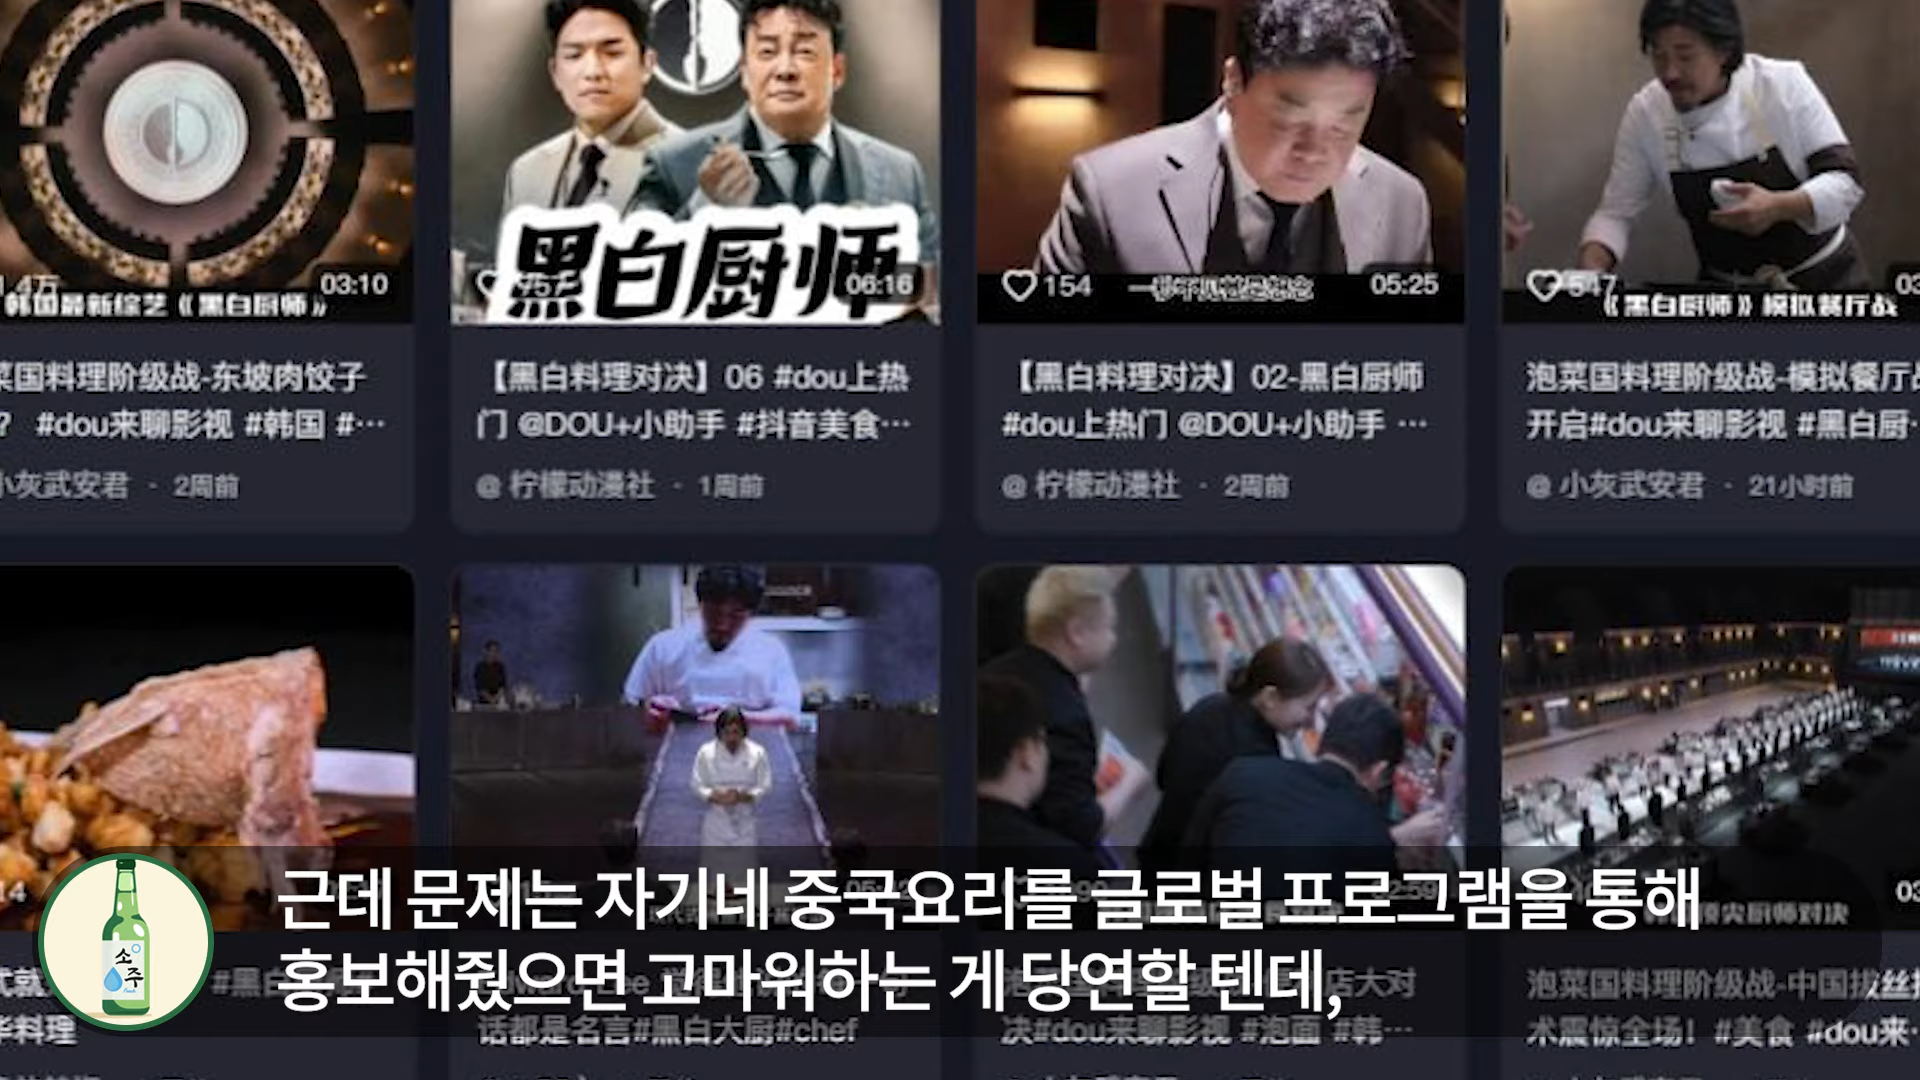 1.4万
03:10
韩国最新综艺《黑白厨师》
黑白厨师
06:16
154
05:25
547
《黑白厨师》模拟餐厅战
菜国料理阶级战-东坡肉饺子
? #dou来聊影视 #韩国 #…
小灰武安君 · 2周前
【黑白料理对决】06 #dou上热
门 @DOU+小助手 #抖音美食…
@ 柠檬动漫社 · 1周前
【黑白料理对决】02-黑白厨师
#dou上热门 @DOU+小助手 …
@ 柠檬动漫社 · 2周前
泡菜国料理阶级战-模拟餐厅战
开启#dou来聊影视 #黑白厨…
@ 小灰武安君 · 21小时前
근데 문제는 자기네 중국요리를 글로벌 프로그램을 통해
홍보해줬으면 고마워하는 게 당연할 텐데,
소주
华料理
话都是名言#黑白大厨#chef
店大对
决#dou来聊影视 #泡面 #韩…
泡菜国料理阶级战-中国拔丝技
术震惊全场！#美食 #dou来…